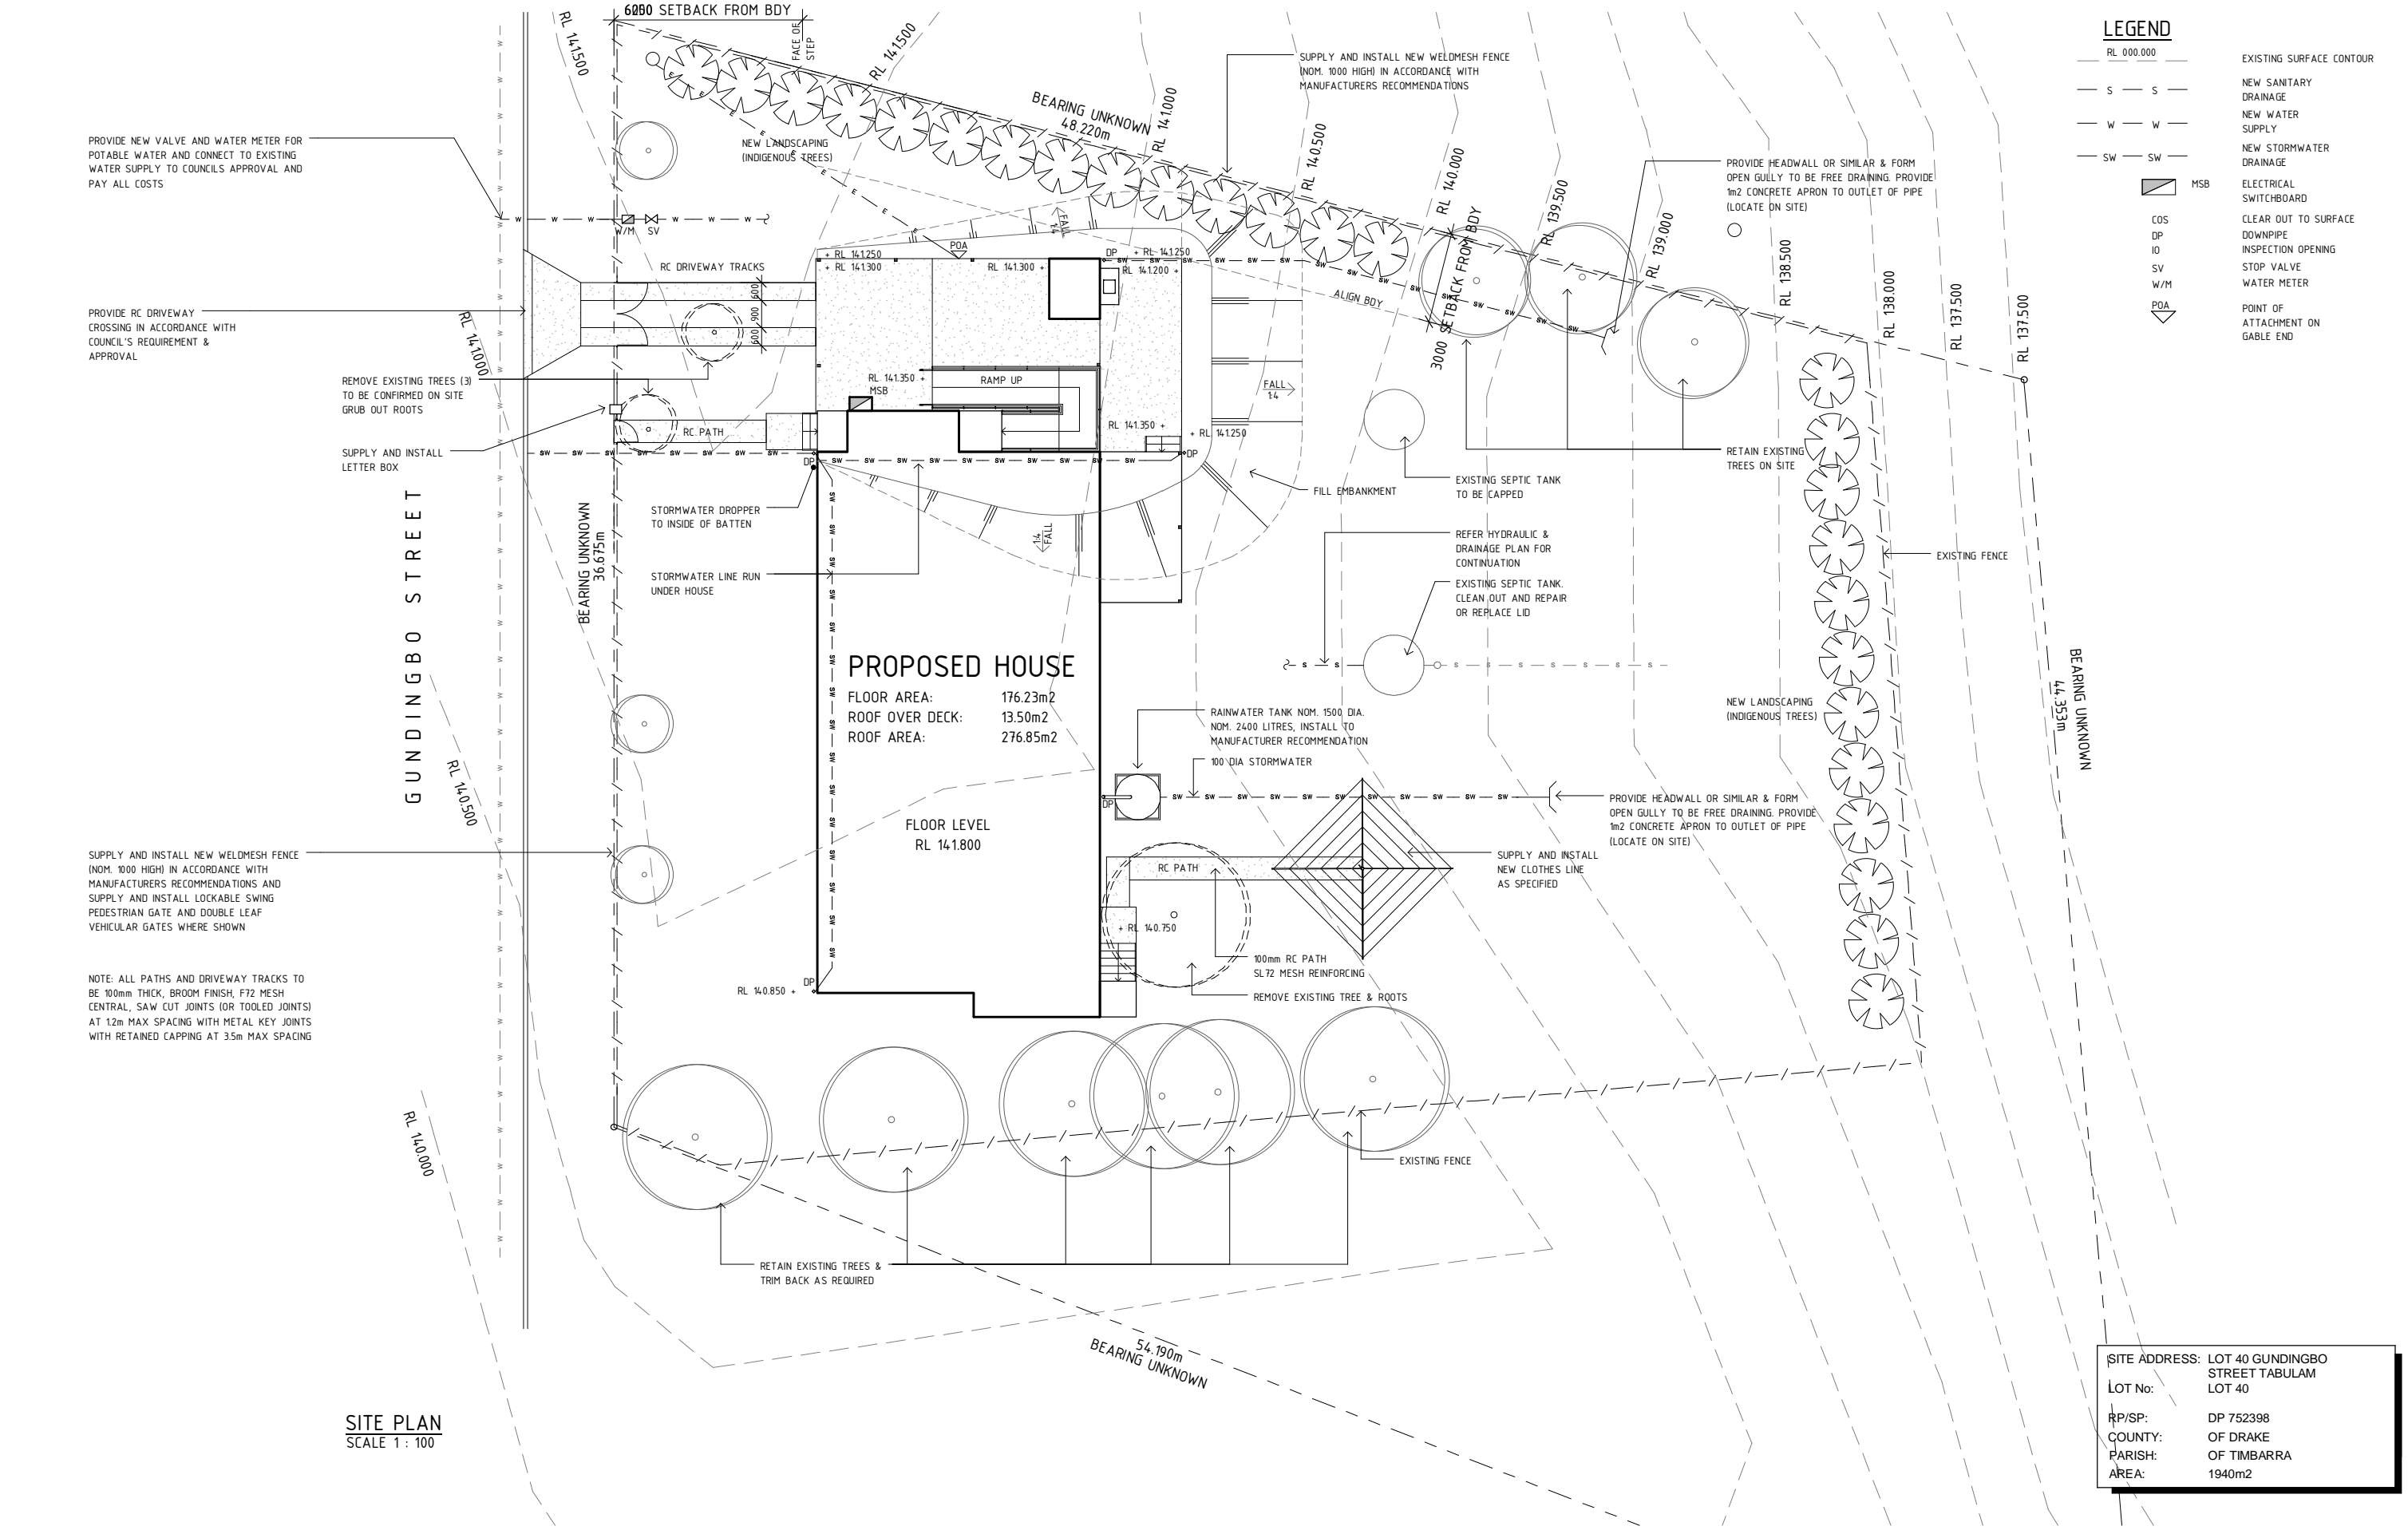 SETBACK FROM BDY
FACE OF
STEP
RL 141.500
RL 141.500
BEARING UNKNOWN
48.220m
RL 141.000
RL 140.500
RL 140.000
RL 139.500
RL 139.000
RL 138.500
RL 138.000
RL 137.500
RL 137.500
SUPPLY AND INSTALL NEW WELDMESH FENCE
(NOM. 1000 HIGH) IN ACCORDANCE WITH
MANUFACTURERS RECOMMENDATIONS
LEGEND
RL 000.000
EXISTING SURFACE CONTOUR
S S
NEW SANITARY
DRAINAGE
W W
NEW WATER
SUPPLY
SW SW
NEW STORMWATER
DRAINAGE
MSB
ELECTRICAL
SWITCHBOARD
COS
CLEAR OUT TO SURFACE
DP
DOWNPIPE
IO
INSPECTION OPENING
SV
STOP VALVE
W/M
WATER METER
POA
POINT OF
ATTACHMENT ON
GABLE END
PROVIDE NEW VALVE AND WATER METER FOR
POTABLE WATER AND CONNECT TO EXISTING
WATER SUPPLY TO COUNCILS APPROVAL AND
PAY ALL COSTS
NEW LANDSCAPING
(INDIGENOUS TREES)
PROVIDE HEADWALL OR SIMILAR & FORM
OPEN GULLY TO BE FREE DRAINING. PROVIDE
1m2 CONCRETE APRON TO OUTLET OF PIPE
(LOCATE ON SITE)
W/M SV
FALL
1:4
POA
+ RL 141.250
+ RL 141.300
RL 141.300 +
DP
+ RL 141.250
RL 141.200 +
ALIGN BDY
3000 SETBACK FROM BDY
RC DRIVEWAY TRACKS
600
900
600
PROVIDE RC DRIVEWAY
CROSSING IN ACCORDANCE WITH
COUNCIL'S REQUIREMENT &
APPROVAL
RL 141.000
REMOVE EXISTING TREES (3)
TO BE CONFIRMED ON SITE
GRUB OUT ROOTS
RL 141.350 +
MSB
RAMP UP
FALL
1:4
RC PATH
RL 141.350 +
+ RL 141.250
SUPPLY AND INSTALL
LETTER BOX
DP
DP
RETAIN EXISTING
TREES ON SITE
FILL EMBANKMENT
EXISTING SEPTIC TANK
TO BE CAPPED
STORMWATER DROPPER
TO INSIDE OF BATTEN
1:4
FALL
REFER HYDRAULIC &
DRAINAGE PLAN FOR
CONTINUATION
EXISTING FENCE
GUNDINGBO STREET
BEARING UNKNOWN
36.675m
STORMWATER LINE RUN
UNDER HOUSE
EXISTING SEPTIC TANK.
CLEAN OUT AND REPAIR
OR REPLACE LID
PROPOSED HOUSE
FLOOR AREA: 176.23m2
ROOF OVER DECK: 13.50m2
ROOF AREA: 276.85m2
RAINWATER TANK NOM. 1500 DIA.
NOM. 2400 LITRES, INSTALL TO
MANUFACTURER RECOMMENDATION
100 DIA STORMWATER
NEW LANDSCAPING
(INDIGENOUS TREES)
BEARING UNKNOWN
44.353m
RL 140.500
DP
FLOOR LEVEL
RL 141.800
PROVIDE HEADWALL OR SIMILAR & FORM
OPEN GULLY TO BE FREE DRAINING. PROVIDE
1m2 CONCRETE APRON TO OUTLET OF PIPE
(LOCATE ON SITE)
SUPPLY AND INSTALL NEW WELDMESH FENCE
(NOM. 1000 HIGH) IN ACCORDANCE WITH
MANUFACTURERS RECOMMENDATIONS AND
SUPPLY AND INSTALL LOCKABLE SWING
PEDESTRIAN GATE AND DOUBLE LEAF
VEHICULAR GATES WHERE SHOWN
RC PATH
SUPPLY AND INSTALL
NEW CLOTHES LINE
AS SPECIFIED
+ RL 140.750
100mm RC PATH
SL72 MESH REINFORCING
REMOVE EXISTING TREE & ROOTS
NOTE: ALL PATHS AND DRIVEWAY TRACKS TO
BE 100mm THICK, BROOM FINISH, F72 MESH
CENTRAL, SAW CUT JOINTS (OR TOOLED JOINTS)
AT 1.2m MAX SPACING WITH METAL KEY JOINTS
WITH RETAINED CAPPING AT 3.5m MAX SPACING
RL 140.850 +
DP
RL 140.000
EXISTING FENCE
RETAIN EXISTING TREES &
TRIM BACK AS REQUIRED
54.190m
BEARING UNKNOWN
SITE PLAN
SCALE 1 : 100
SITE ADDRESS: LOT 40 GUNDINGBO
STREET TABULAM
LOT No: LOT 40
RP/SP: DP 752398
COUNTY: OF DRAKE
PARISH: OF TIMBARRA
AREA: 1940m2